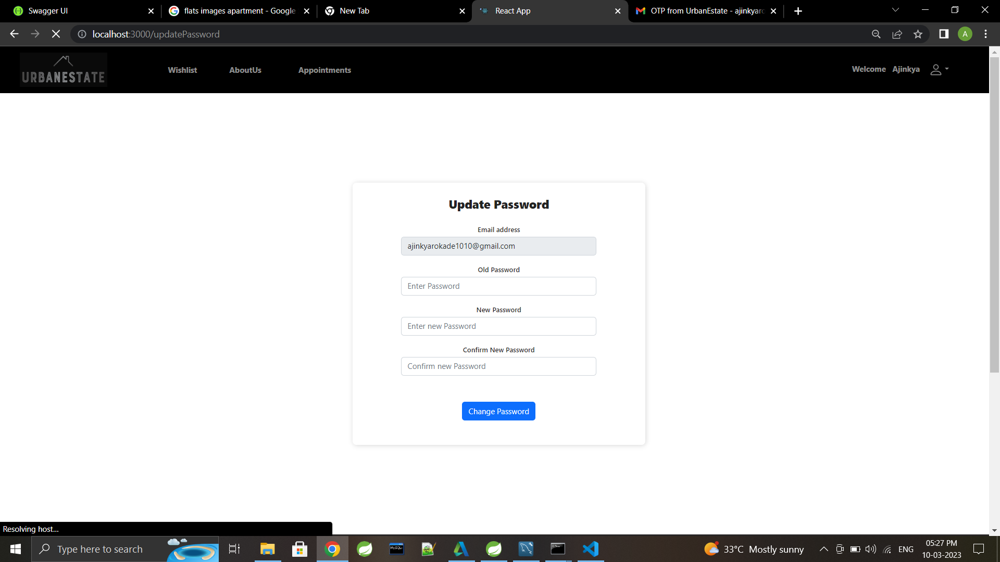 Swagger UI
flats images apartment - Google
New Tab
React App
OTP from UrbanEstate - ajinkyaro
localhost:3000/updatePassword
A
URBANESTATE
Wishlist
AboutUs
Appointments
Welcome Ajinkya
Update Password
Email address
ajinkyarokade1010@gmail.com
Old Password
Enter Password
New Password
Enter new Password
Confirm New Password
Confirm new Password
Change Password
Resolving host...
Type here to search
MySQL
33°C Mostly sunny
ENG
05:27 PM
10-03-2023